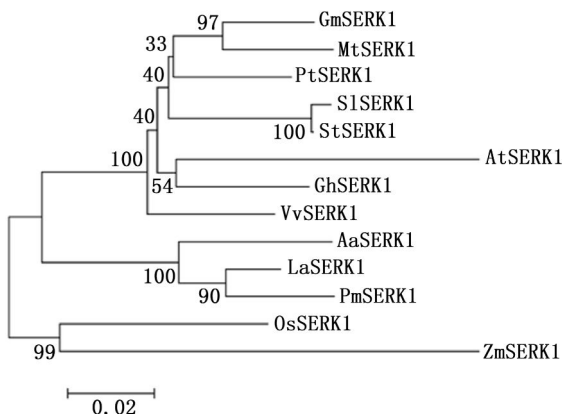 97 GmSERK1
33
MtSERK1
40 PtSERK1
SlSERK1
40
100 StSERK1
100 AtSERK1
54 GhSERK1
VvSERK1
AaSERK1
100 LaSERK1
90 PmSERK1
OsSERK1
99 ZmSERK1
0.02